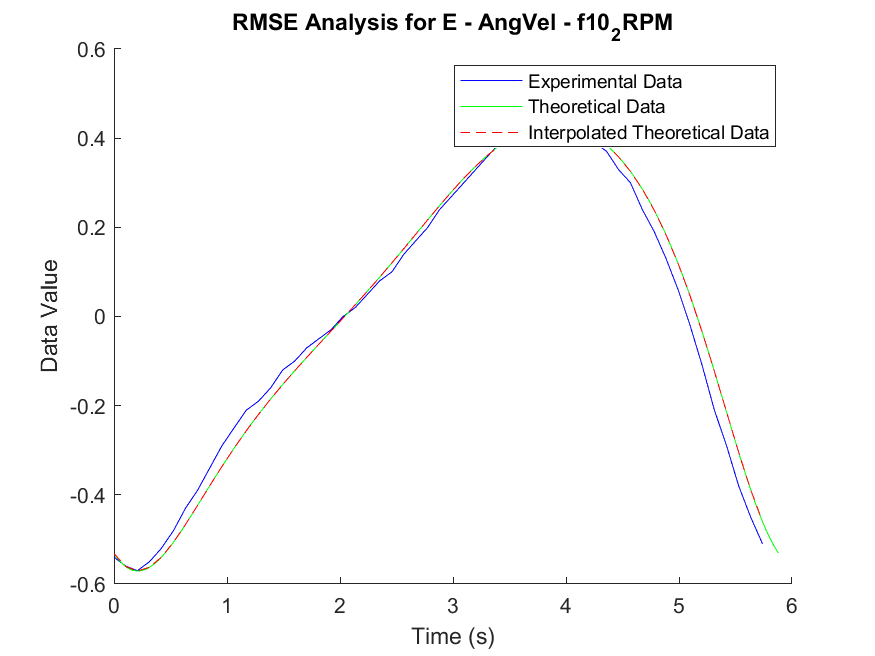 RMSE Analysis for E - AngVel - f10₂RPM
0.6
Experimental Data
Theoretical Data
Interpolated Theoretical Data
0.4
0.2
0
-0.2
-0.4
-0.6
Data Value
0 1 2 3 4 5 6
Time (s)